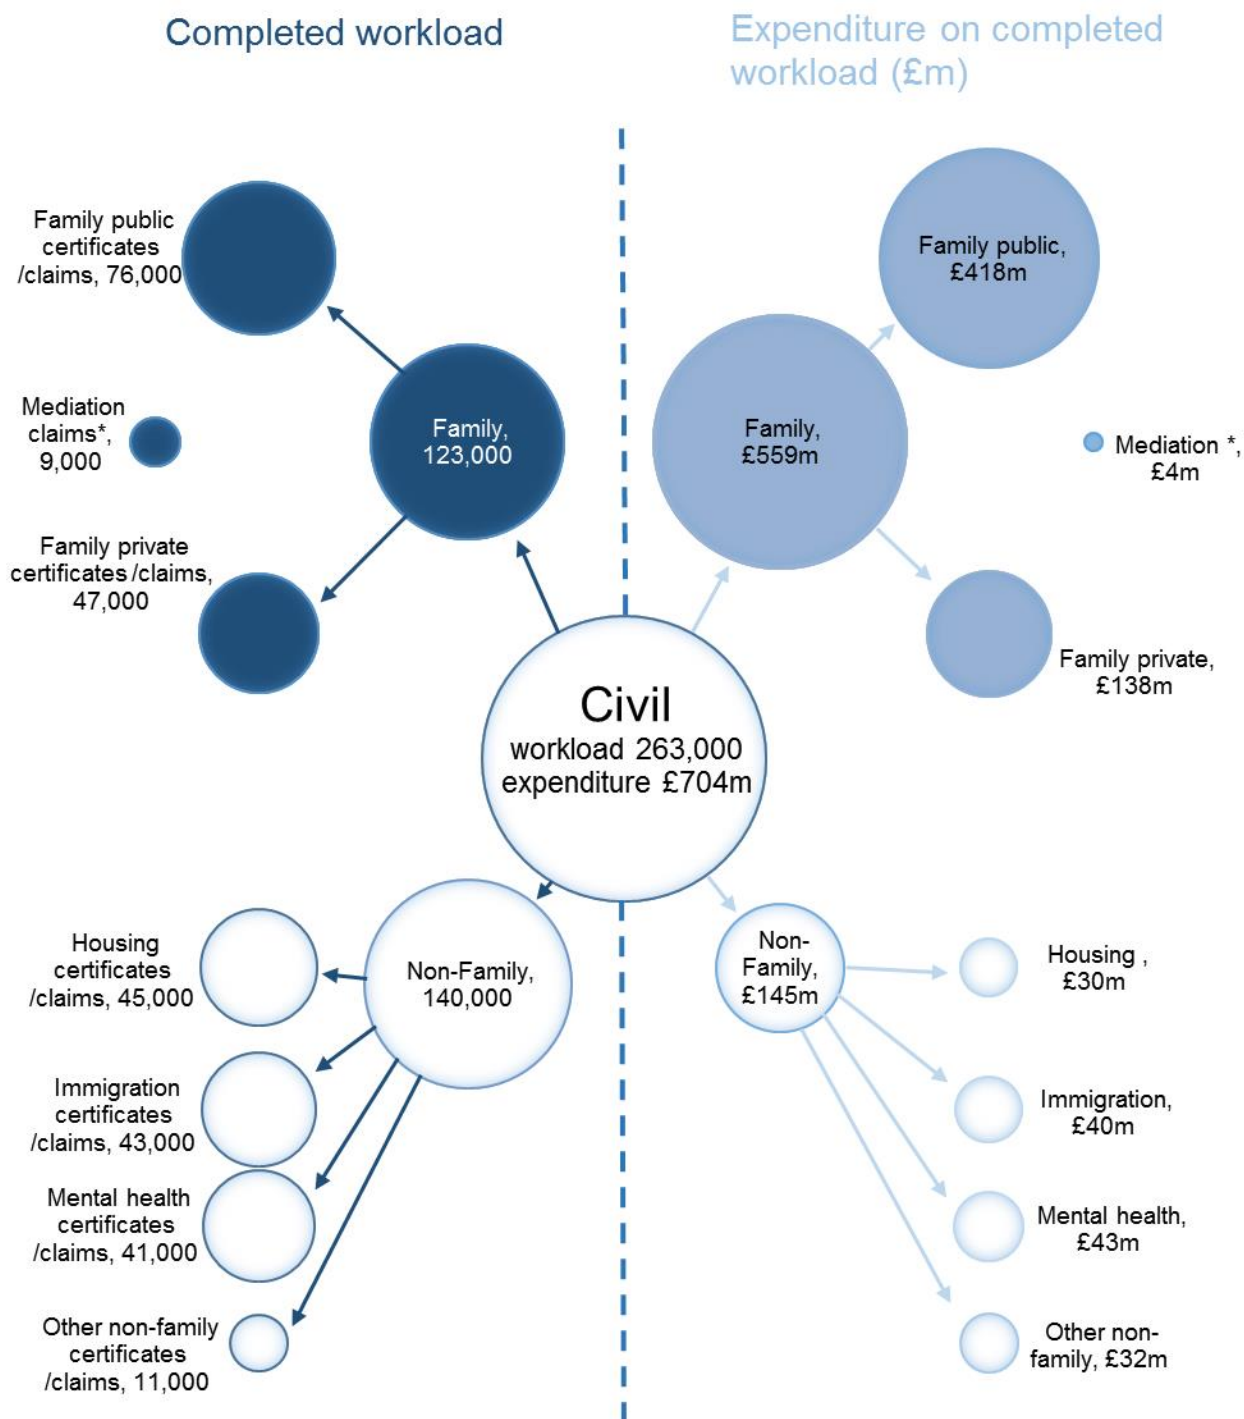 Completed workload
Expenditure on completed
workload (£m)
Family public
certificates
/claims, 76,000
Mediation
claims*,
9,000
Family private
certificates/claims,
47,000
Family,
123,000
Family public,
£418m
Family,
£559m
Mediation *,
£4m
Family private,
£138m
Civil
workload 263,000
expenditure £704m
Housing
certificates
/claims, 45,000
Immigration
certificates
/claims, 43,000
Mental health
certificates
/claims, 41,000
Other non-family
certificates
/claims, 11,000
Non-Family,
140,000
Non-
Family,
£145m
Housing ,
£30m
Immigration,
£40m
Mental health,
£43m
Other non-
family, £32m